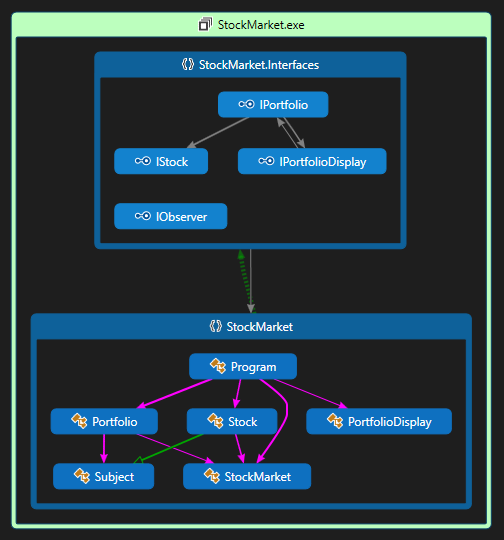 StockMarket.exe
StockMarket.Interfaces
IPortfolio
IStock
IPortfolioDisplay
IObserver
StockMarket
Program
Portfolio
Stock
PortfolioDisplay
Subject
StockMarket